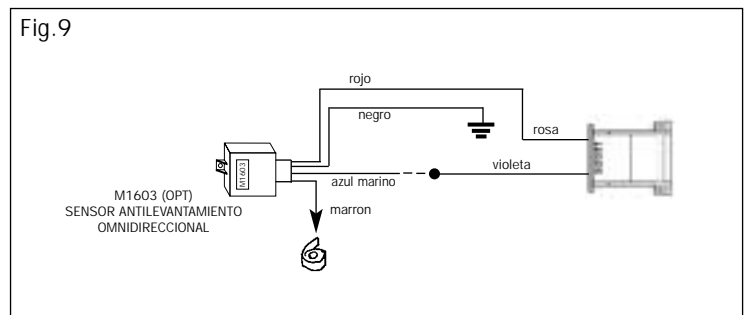 Fig.9
rojo
negro
rosa
violeta
azul marino
marron
M1603
M1603 (OPT)
SENSOR ANTILEVANTAMIENTO
OMNIDIRECCIONAL